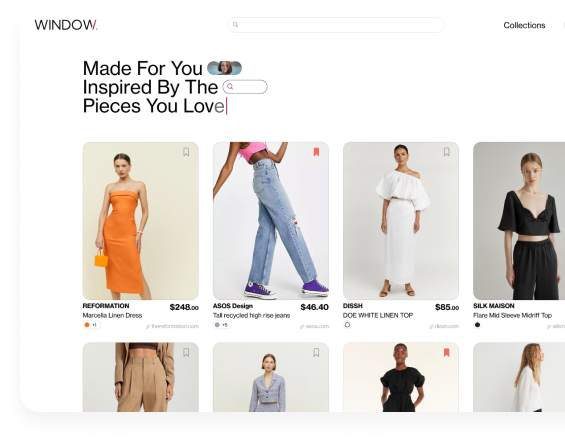 WINDOW.
Collections
Made For You
Inspired By The
Pieces You Love
REFORMATION $248.00
Marcella Linen Dress
+1 thereformation.com
ASOS Design $46.40
Tall recycled high rise jeans
+5 asos.com
DISSH $85.00
DOE WHITE LINEN TOP
dissh.com
SILK MAISON
Flare Mid Sleeve Midriff Top